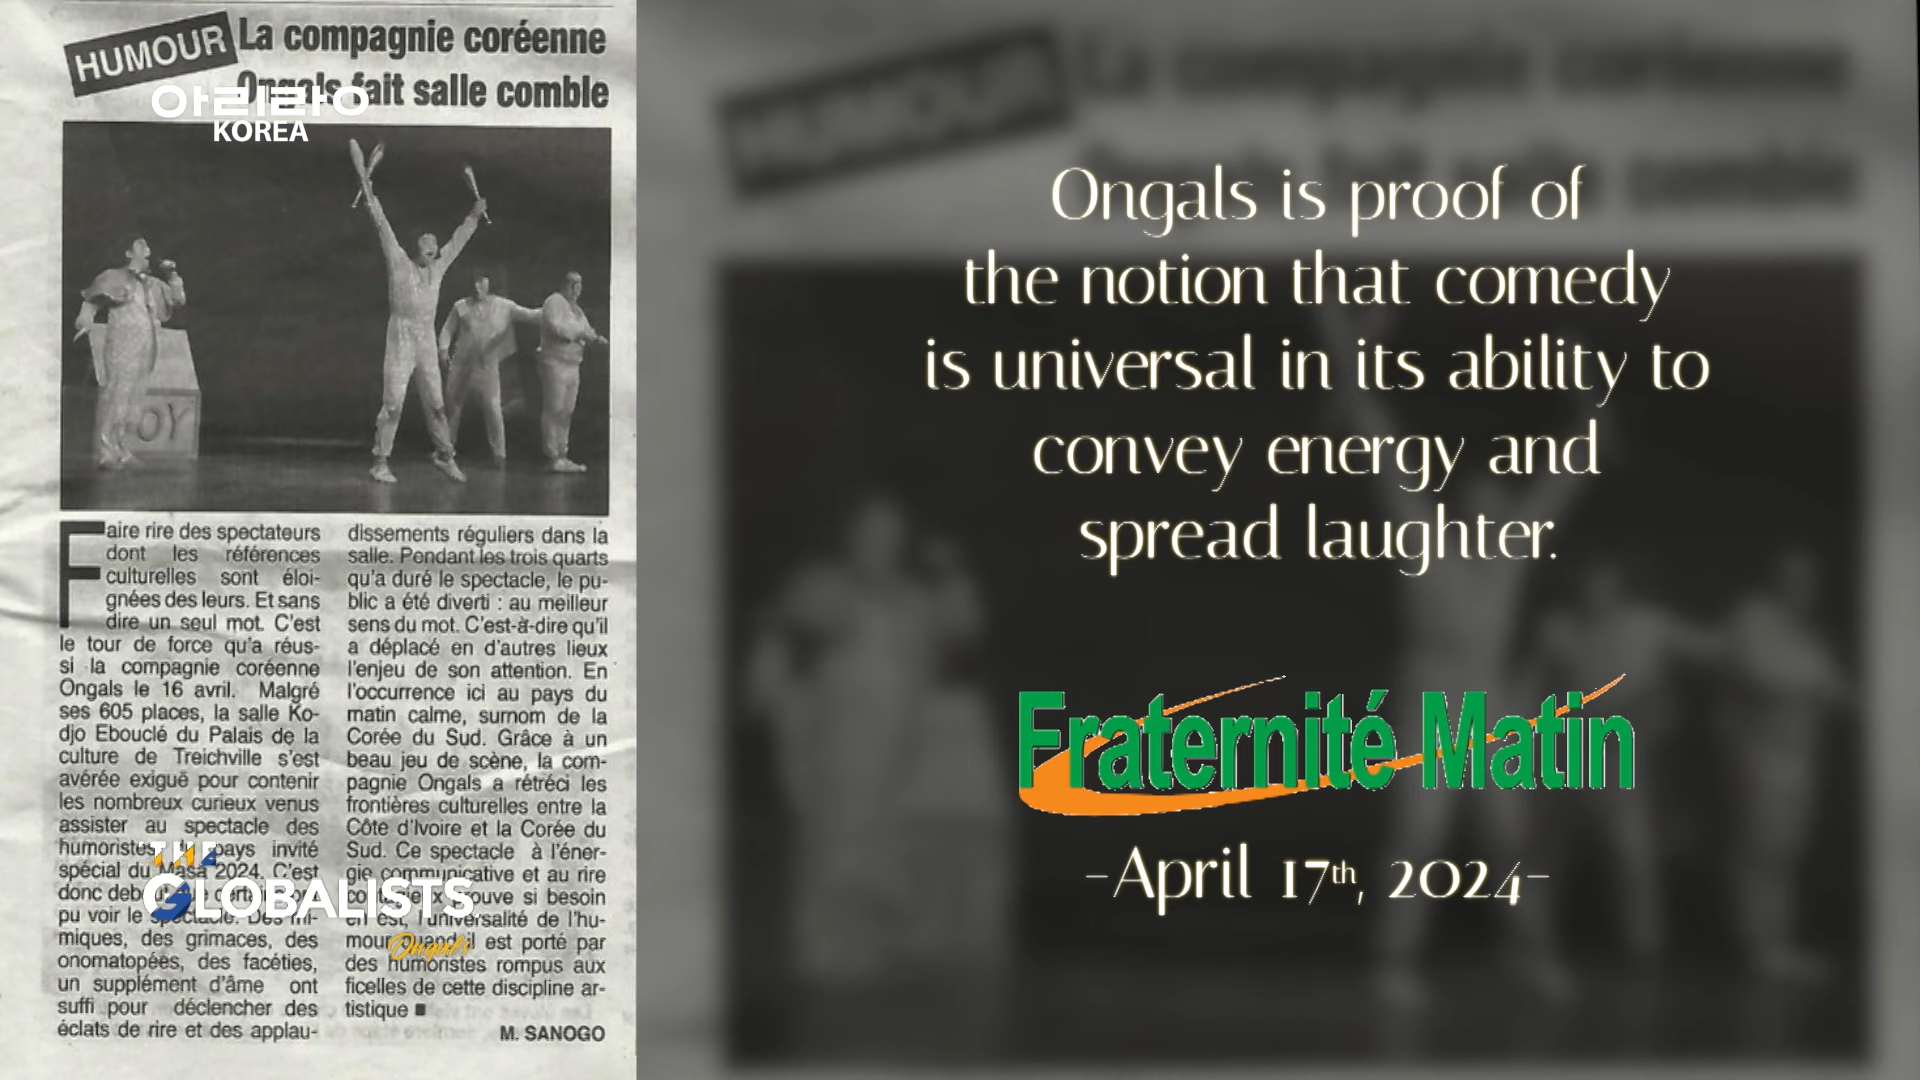 HUMOUR
La compagnie coréenne
Ongals fait salle comble
아리랑
KOREA
OY
Faire rire des spectateurs
dont les références
culturelles sont éloi-
gnées des leurs. Et sans
dire un seul mot. C'est
le tour de force qu'a réus-
si la compagnie coréenne
Ongals le 16 avril. Malgré
ses 605 places, la salle Ko-
djo Ebouclé du Palais de la
culture de Treichville s'est
avérée exiguë pour contenir
les nombreux curieux venus
assister au spectacle des
humoristes du pays invité
spécial du Masa 2024. C'est
donc debout
pu voir le spectacle. Des mi-
miques, des grimaces, des
onomatopées, des facéties,
un supplément d'âme ont
suffi pour déclencher des
éclats de rire et des applau-
dissements réguliers dans la
salle. Pendant les trois quarts
qu'a duré le spectacle, le pu-
blic a été diverti : au meilleur
sens du mot. C'est-à-dire qu'il
a déplacé en d'autres lieux
l'enjeu de son attention. En
l'occurrence ici au pays du
matin calme, surnom de la
Corée du Sud. Grâce à un
beau jeu de scène, la com-
pagnie Ongals a rétréci les
frontières culturelles entre la
Côte d'Ivoire et la Corée du
Sud. Ce spectacle à l'éner-
gie communicative et au rire
contagieux prouve si besoin
en est, l'universalité de l'hu-
mour quand il est porté par
des humoristes rompus aux
ficelles de cette discipline ar-
tistique ■
M. SANOGO
THE
GLOBALISTS
Ongals
Ongals is proof of
the notion that comedy
is universal in its ability to
convey energy and
spread laughter.
Fraternité Matin
-April 17th, 2024-